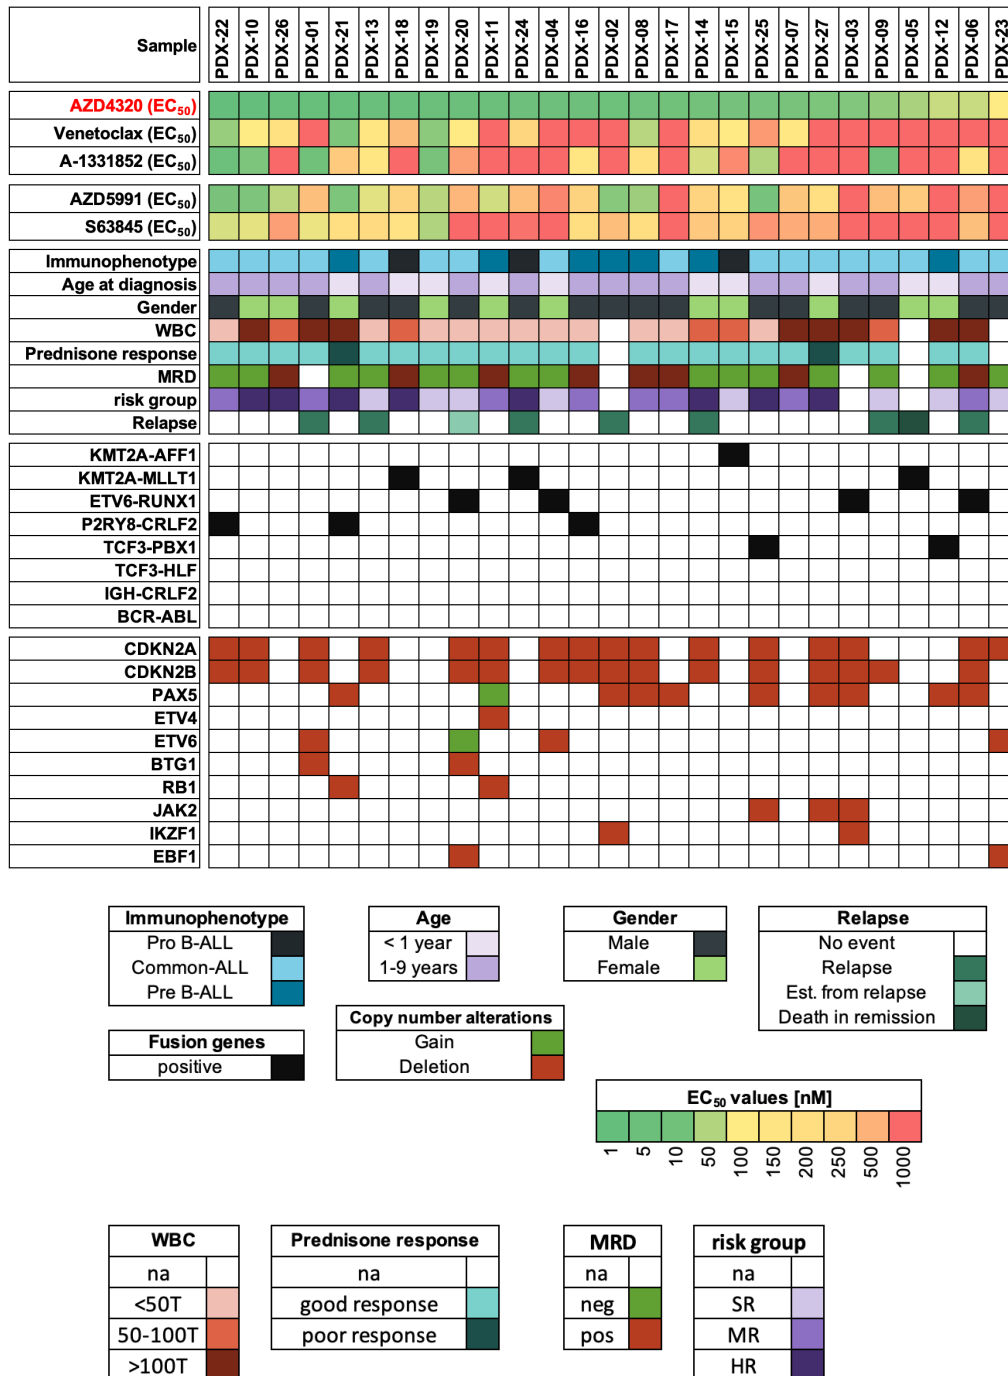 Sample PDX-22 PDX-10 PDX-26 PDX-01 PDX-21 PDX-13 PDX-18 PDX-19 PDX-20 PDX-11 PDX-24 PDX-04 PDX-16 PDX-02 PDX-08 PDX-17 PDX-14 PDX-15 PDX-25 PDX-07 PDX-27 PDX-03 PDX-09 PDX-05 PDX-12 PDX-06 PDX-23
AZD4320 (EC50)
Venetoclax (EC50)
A-1331852 (EC50)
AZD5991 (EC50)
S63845 (EC50)
Immunophenotype
Age at diagnosis
Gender
WBC
Prednisone response
MRD
risk group
Relapse
KMT2A-AFF1
KMT2A-MLLT1
ETV6-RUNX1
P2RY8-CRLF2
TCF3-PBX1
TCF3-HLF
IGH-CRLF2
BCR-ABL
CDKN2A
CDKN2B
PAX5
ETV4
ETV6
BTG1
RB1
JAK2
IKZF1
EBF1
Immunophenotype
Pro B-ALL
Common-ALL
Pre B-ALL
Age
< 1 year
1-9 years
Gender
Male
Female
Relapse
No event
Relapse
Est. from relapse
Death in remission
Fusion genes
positive
Copy number alterations
Gain
Deletion
EC50 values [nM]
1 5 10 50 100 150 200 250 500 1000
WBC
na
<50T
50-100T
>100T
Prednisone response
na
good response
poor response
MRD
na
neg
pos
risk group
na
SR
MR
HR